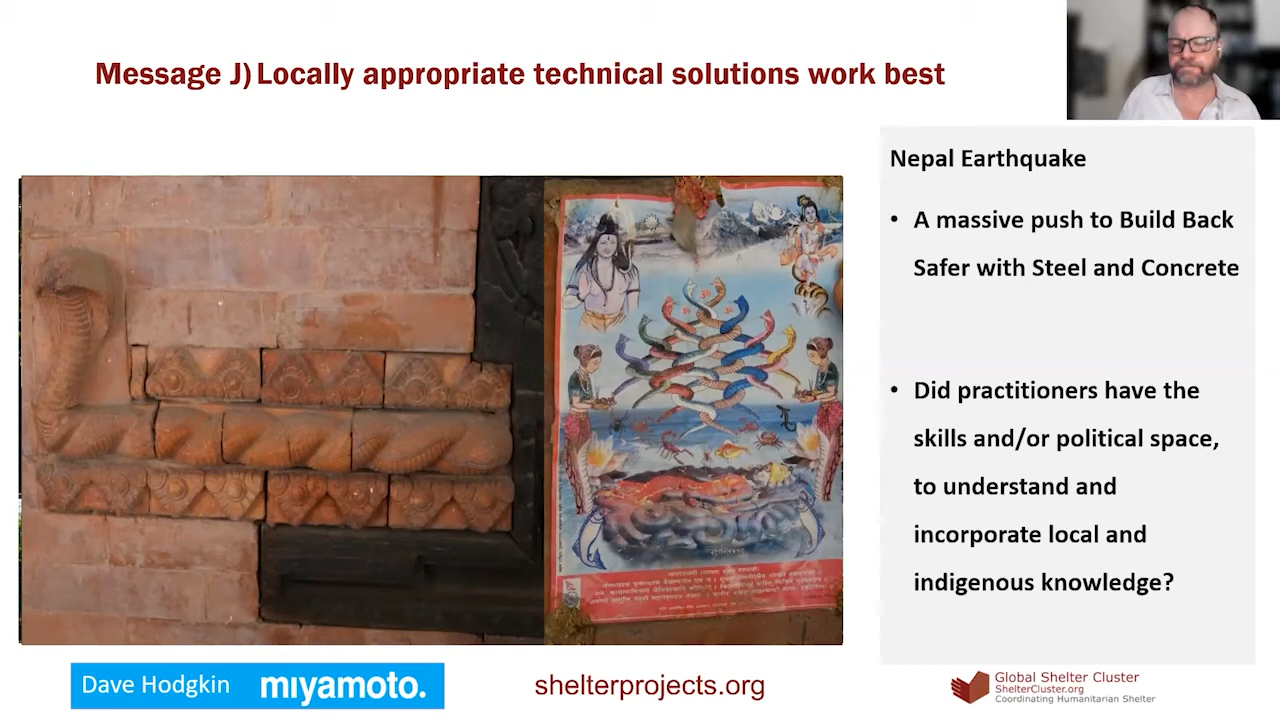 Message J) Locally appropriate technical solutions work best
Nepal Earthquake
• A massive push to Build Back
Safer with Steel and Concrete
• Did practitioners have the
skills and/or political space,
to understand and
incorporate local and
indigenous knowledge?
Dave Hodgkin
miyamoto.
shelterprojects.org
Global Shelter Cluster
ShelterCluster.org
Coordinating Humanitarian Shelter